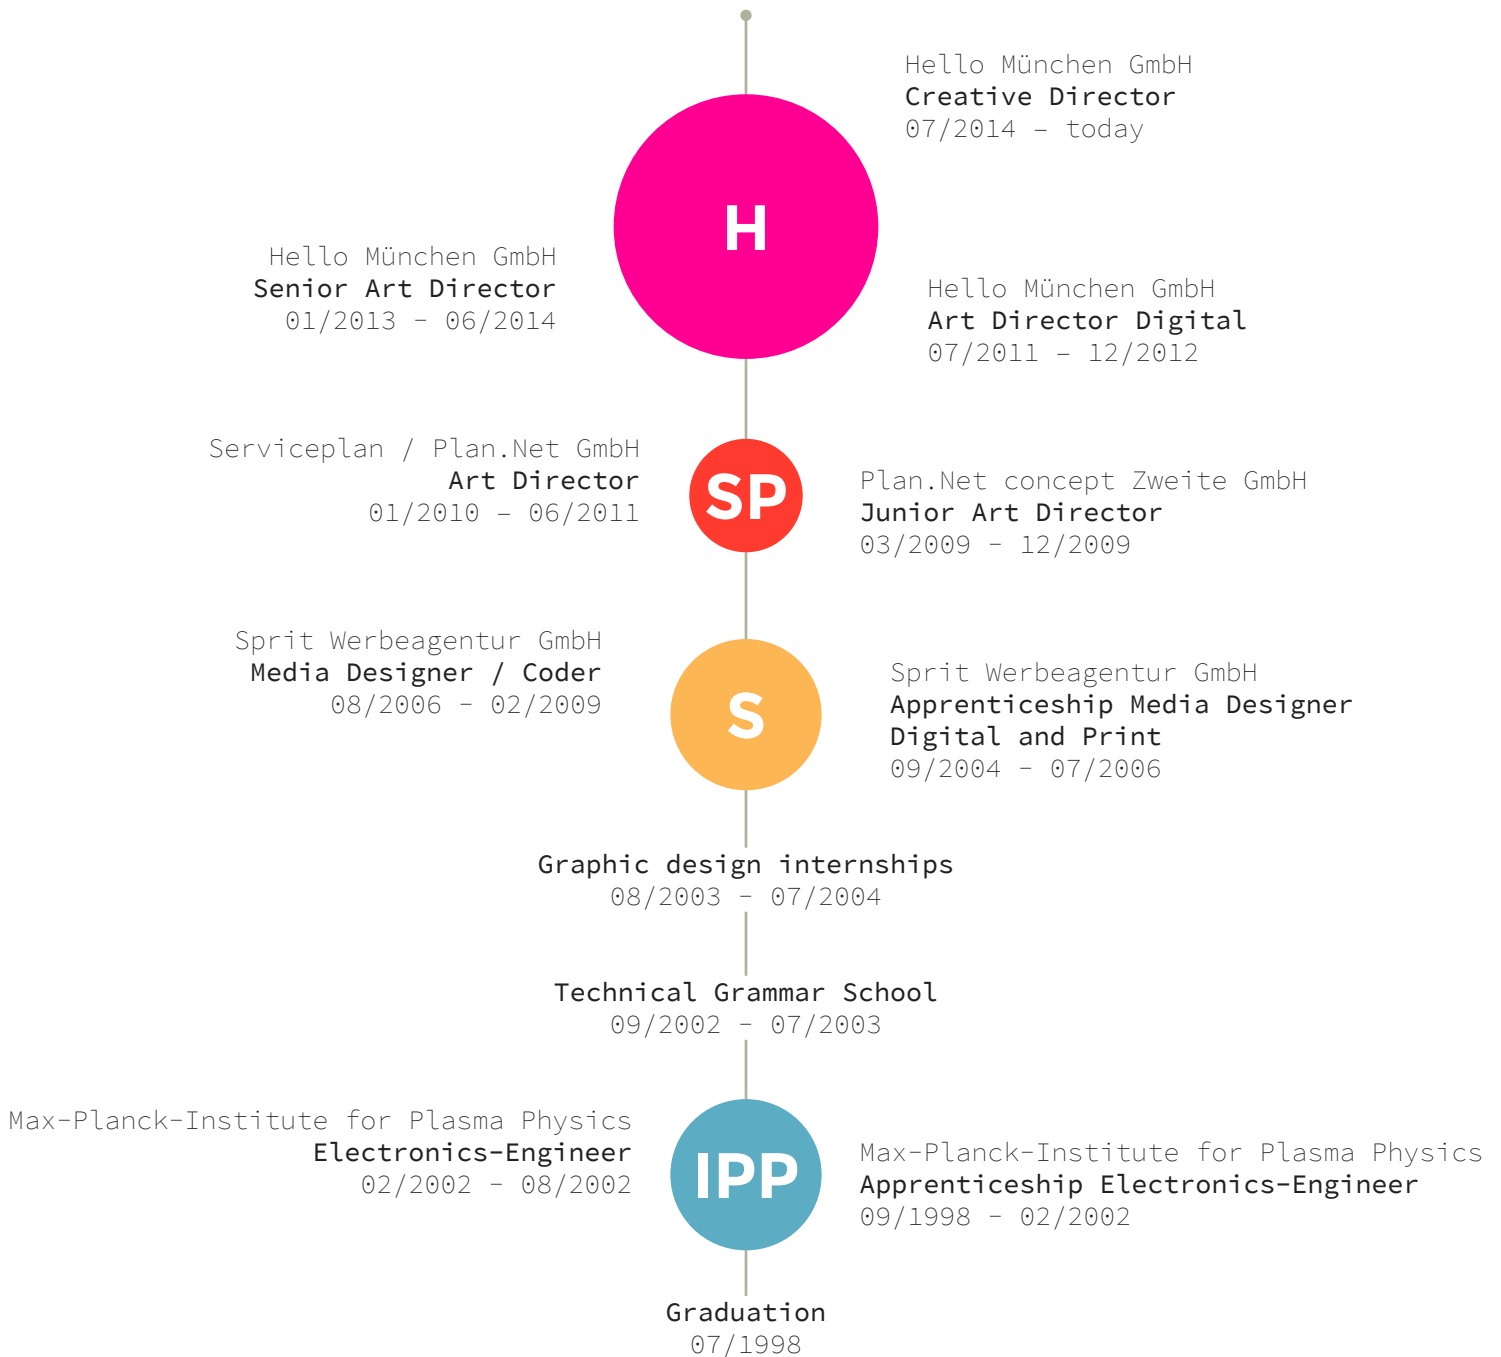 Hello München GmbH
Creative Director
07/2014 – today
H
Hello München GmbH
Senior Art Director
01/2013 – 06/2014
Hello München GmbH
Art Director Digital
07/2011 – 12/2012
Serviceplan / Plan.Net GmbH
Art Director
01/2010 – 06/2011
SP
Plan.Net concept Zweite GmbH
Junior Art Director
03/2009 – 12/2009
Sprit Werbeagentur GmbH
Media Designer / Coder
08/2006 – 02/2009
S
Sprit Werbeagentur GmbH
Apprenticeship Media Designer
Digital and Print
09/2004 – 07/2006
Graphic design internships
08/2003 – 07/2004
Technical Grammar School
09/2002 – 07/2003
Max-Planck-Institute for Plasma Physics
Electronics-Engineer
02/2002 – 08/2002
IPP
Max-Planck-Institute for Plasma Physics
Apprenticeship Electronics-Engineer
09/1998 – 02/2002
Graduation
07/1998